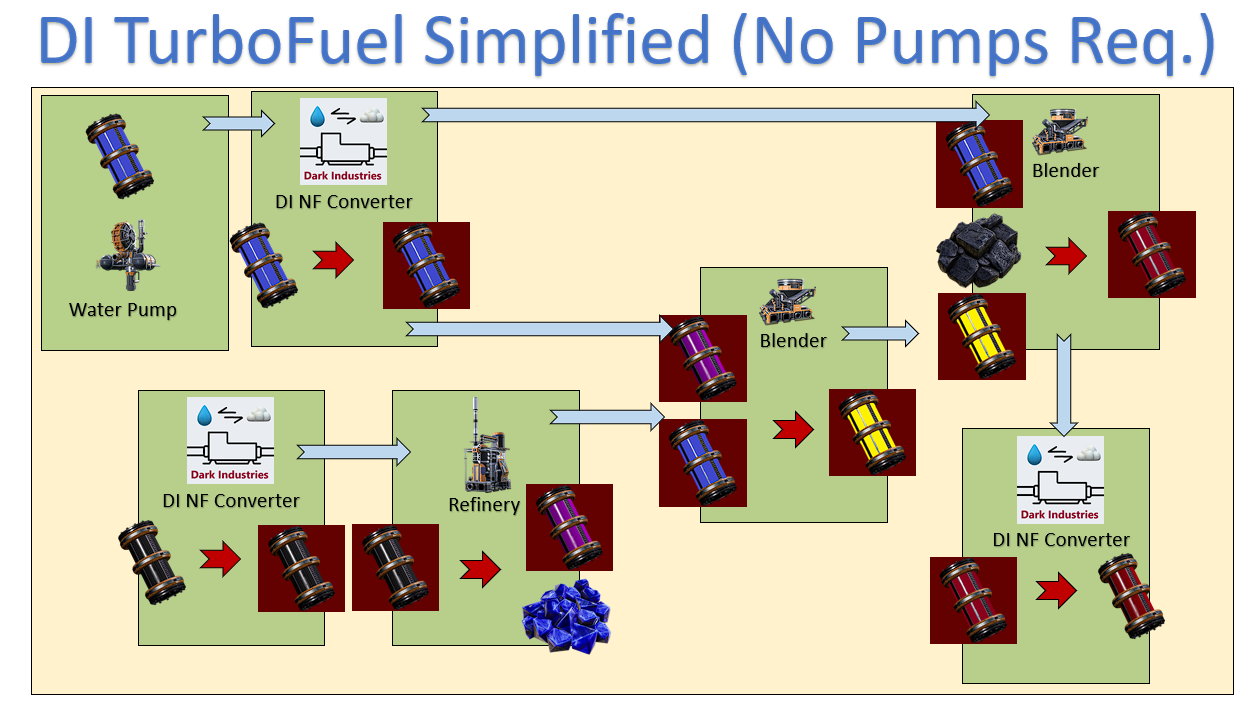 DI TurboFuel Simplified (No Pumps Req.)
Dark Industries
DI NF Converter
Water Pump
Blender
Blender
Dark Industries
DI NF Converter
Refinery
Dark Industries
DI NF Converter